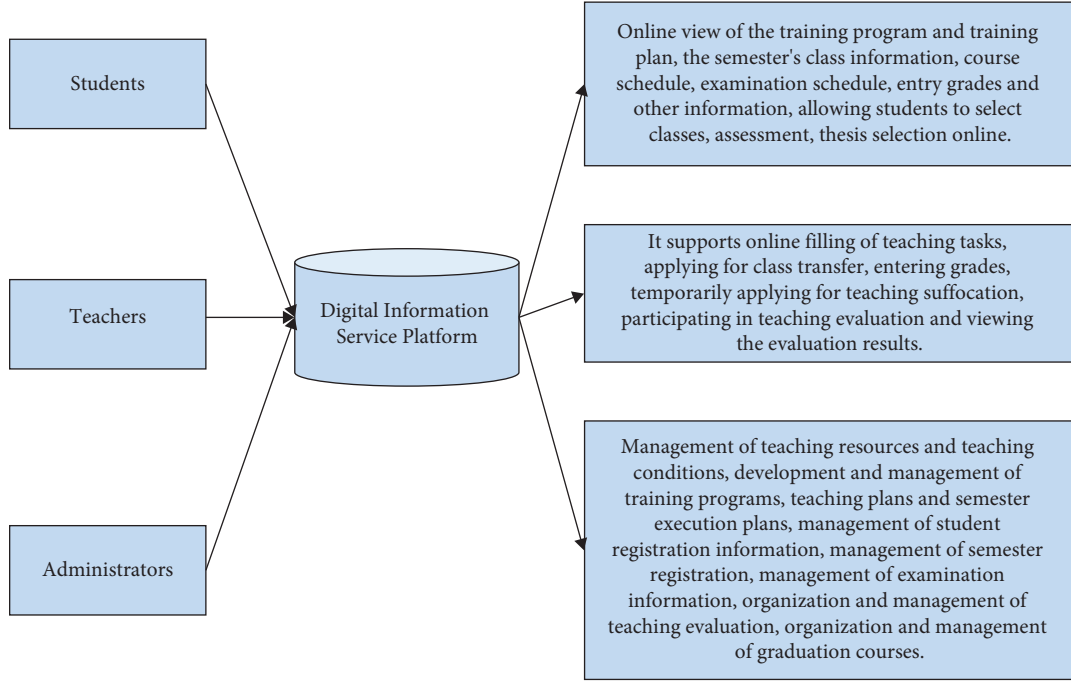 Students
Teachers
Administrators
Digital Information
Service Platform
Online view of the training program and training
plan, the semester's class information, course
schedule, examination schedule, entry grades and
other information, allowing students to select
classes, assessment, thesis selection online.
It supports online filling of teaching tasks,
applying for class transfer, entering grades,
temporarily applying for teaching suffocation,
participating in teaching evaluation and viewing
the evaluation results.
Management of teaching resources and teaching
conditions, development and management of
training programs, teaching plans and semester
execution plans, management of student
registration information, management of semester
registration, management of examination
information, organization and management of
teaching evaluation, organization and management
of graduation courses.